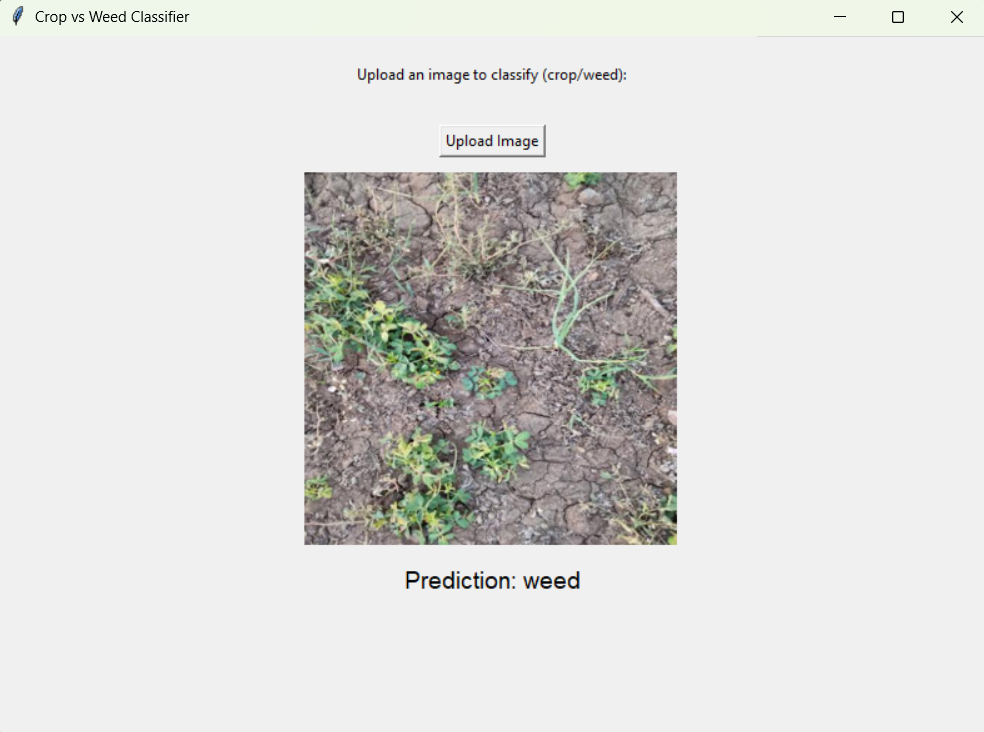 Crop vs Weed Classifier
Upload an image to classify (crop/weed):
Upload Image
Prediction: weed